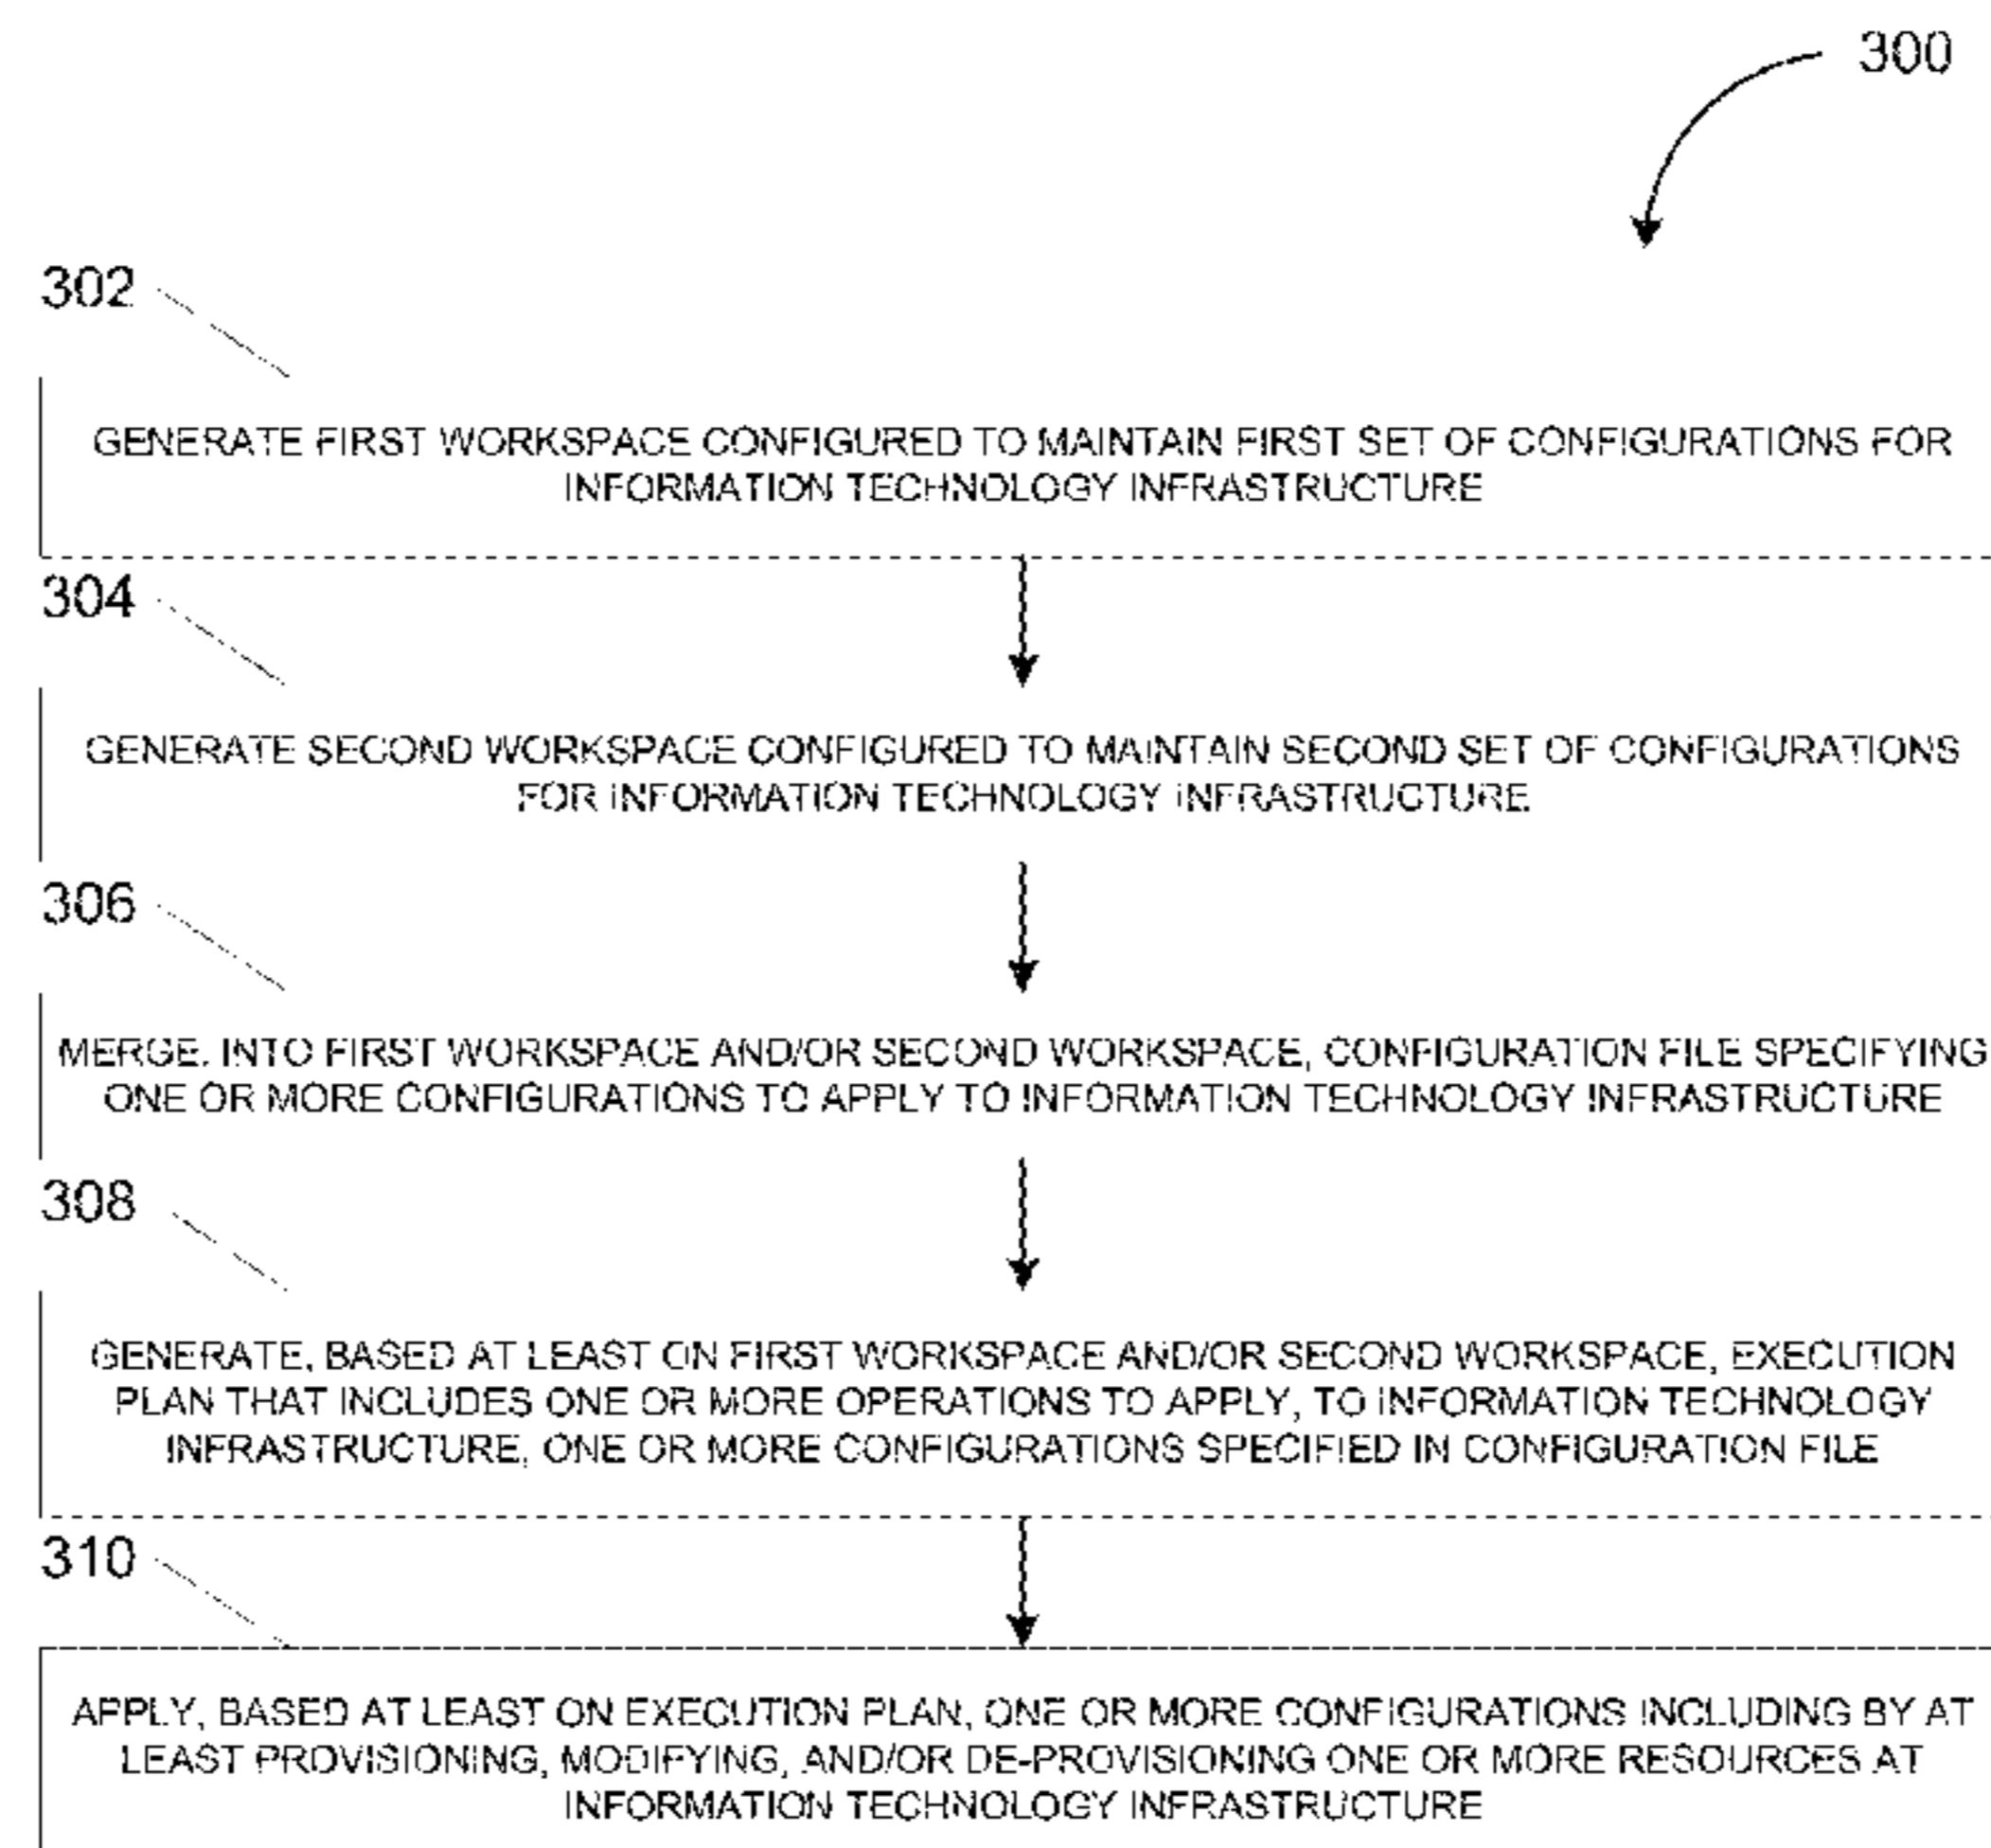 300
302
GENERATE FIRST WORKSPACE CONFIGURED TO MAINTAIN FIRST SET OF CONFIGURATIONS FOR
INFORMATION TECHNOLOGY INFRASTRUCTURE
304
GENERATE SECOND WORKSPACE CONFIGURED TO MAINTAIN SECOND SET OF CONFIGURATIONS
FOR INFORMATION TECHNOLOGY INFRASTRUCTURE
306
MERGE, INTO FIRST WORKSPACE AND/OR SECOND WORKSPACE, CONFIGURATION FILE SPECIFYING
ONE OR MORE CONFIGURATIONS TO APPLY TO INFORMATION TECHNOLOGY INFRASTRUCTURE
308
GENERATE, BASED AT LEAST ON FIRST WORKSPACE AND/OR SECOND WORKSPACE, EXECUTION
PLAN THAT INCLUDES ONE OR MORE OPERATIONS TO APPLY, TO INFORMATION TECHNOLOGY
INFRASTRUCTURE, ONE OR MORE CONFIGURATIONS SPECIFIED IN CONFIGURATION FILE
310
APPLY, BASED AT LEAST ON EXECUTION PLAN, ONE OR MORE CONFIGURATIONS INCLUDING BY AT
LEAST PROVISIONING, MODIFYING, AND/OR DE-PROVISIONING ONE OR MORE RESOURCES AT
INFORMATION TECHNOLOGY INFRASTRUCTURE